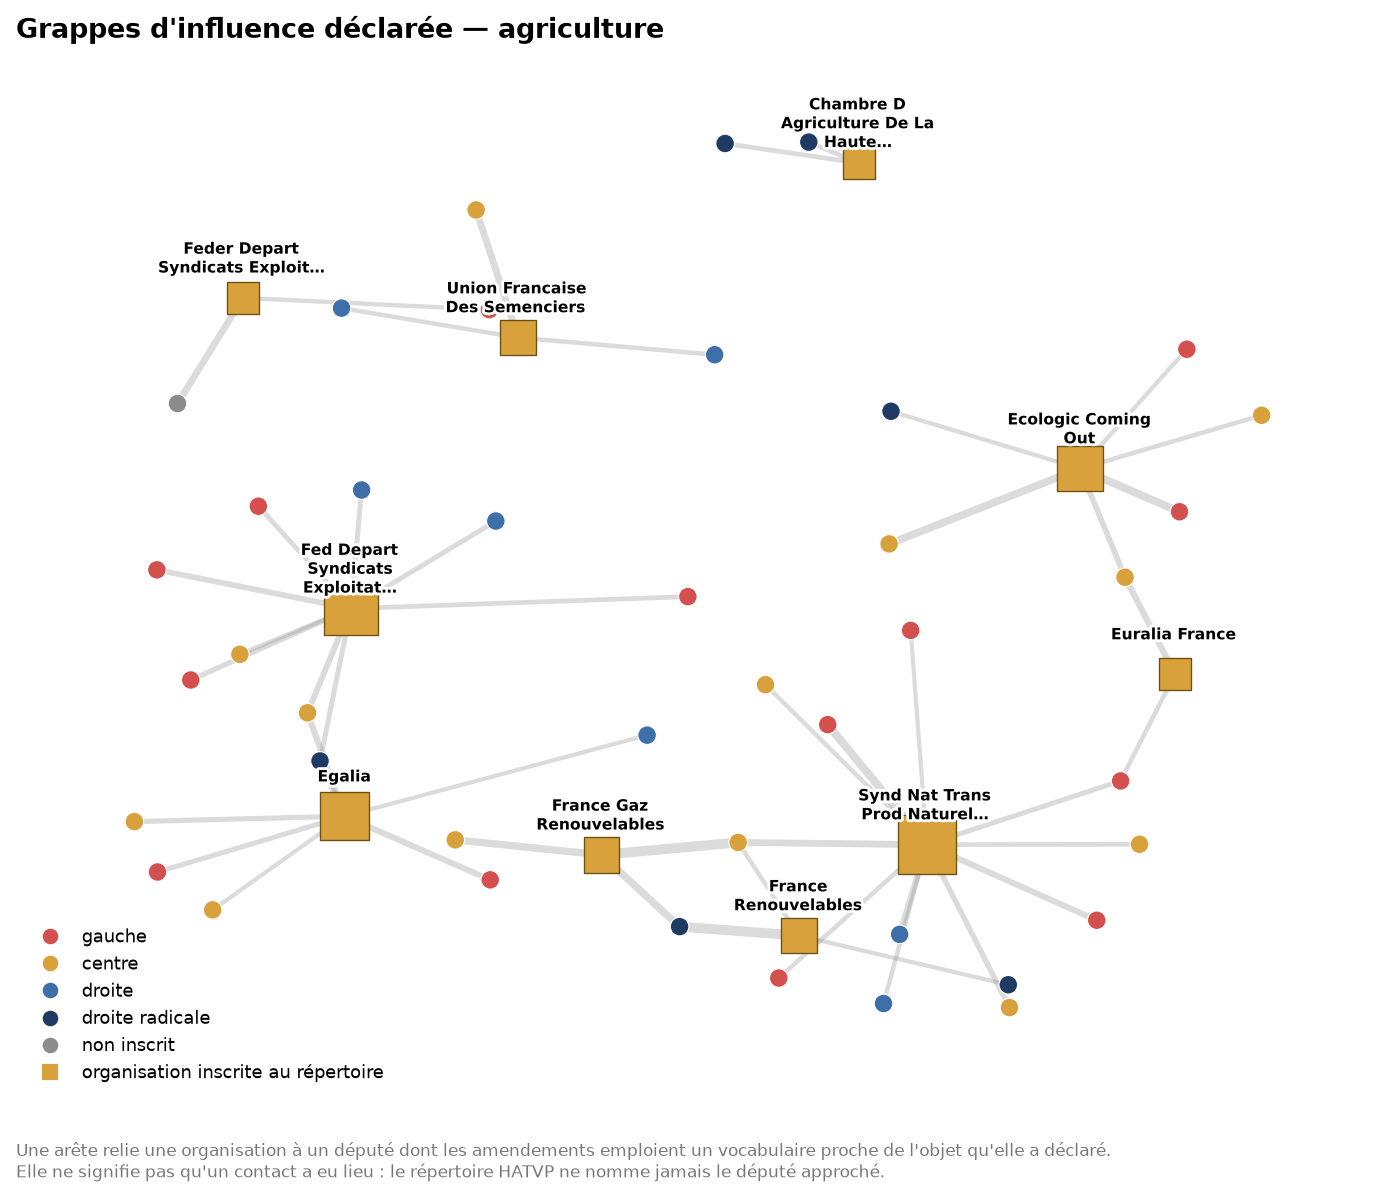 Grappes d'influence déclarée — agriculture
Chambre D
Agriculture De La
Haute…
Feder Depart
Syndicats Exploit…
Union Francaise
Des Semenciers
Ecologic Coming
Out
Fed Depart
Syndicats
Exploitat…
Euralia France
Egalia
France Gaz
Renouvelables
Synd Nat Trans
Prod Naturel…
France
Renouvelables
gauche
centre
droite
droite radicale
non inscrit
organisation inscrite au répertoire
Une arête relie une organisation à un député dont les amendements emploient un vocabulaire proche de l'objet qu'elle a déclaré.
Elle ne signifie pas qu'un contact a eu lieu : le répertoire HATVP ne nomme jamais le député approché.